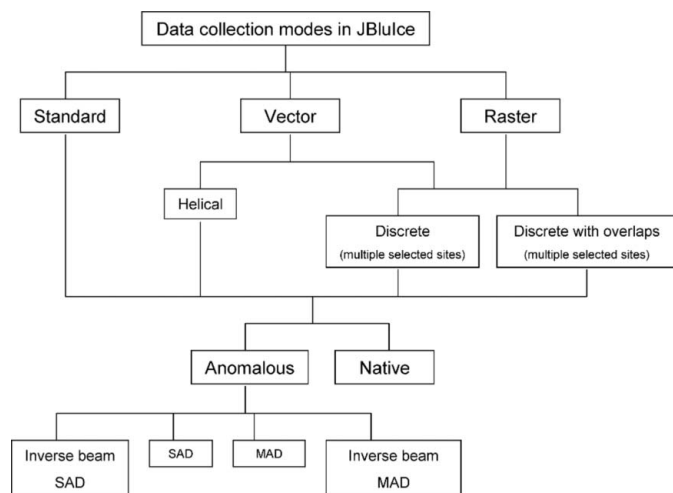 Data collection modes in JBluIce
Standard
Vector
Raster
Helical
Discrete
(multiple selected sites)
Discrete with overlaps
(multiple selected sites)
Anomalous
Native
Inverse beam
SAD
SAD
MAD
Inverse beam
MAD